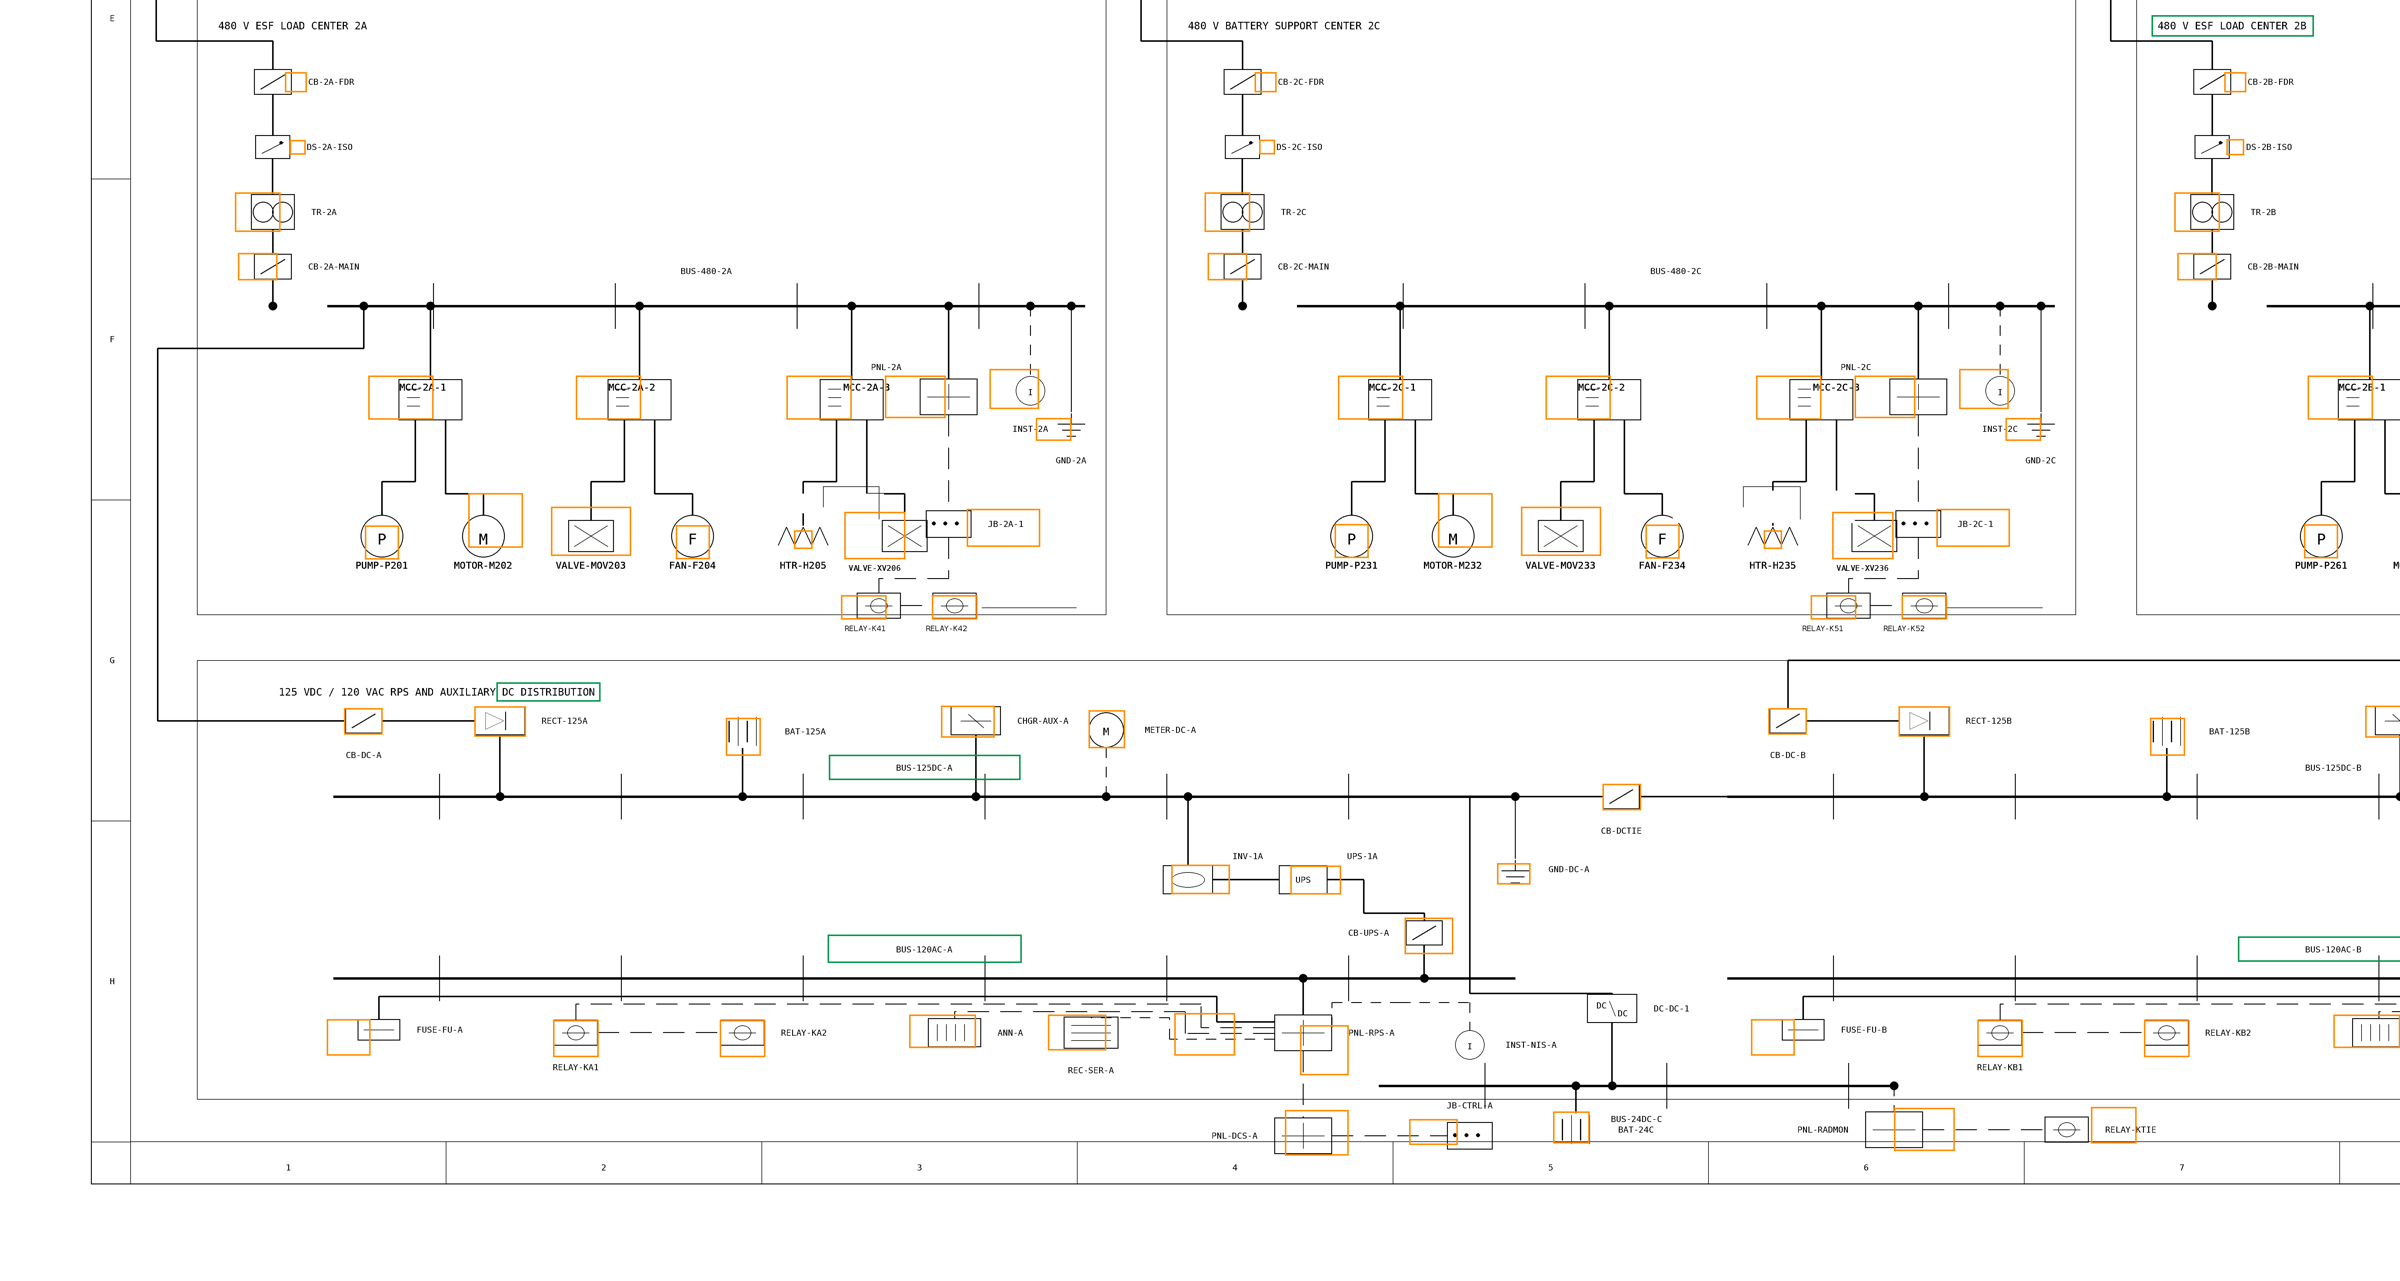 E
480 V ESF LOAD CENTER 2A
480 V BATTERY SUPPORT CENTER 2C
480 V ESF LOAD CENTER 2B
CB-2A-FDR
CB-2C-FDR
CB-2B-FDR
DS-2A-ISO
DS-2C-ISO
DS-2B-ISO
TR-2A
TR-2C
TR-2B
CB-2A-MAIN
BUS-480-2A
CB-2C-MAIN
BUS-480-2C
CB-2B-MAIN
F
PNL-2A
PNL-2C
MCC-2A-1
MCC-2A-2
MCC-2A-3
I
MCC-2C-1
MCC-2C-2
MCC-2C-3
I
MCC-2B-1
INST-2A
INST-2C
GND-2A
GND-2C
P
M
F
JB-2A-1
P
M
F
JB-2C-1
P
PUMP-P201
MOTOR-M202
VALVE-MOV203
FAN-F204
HTR-H205
VALVE-XV206
PUMP-P231
MOTOR-M232
VALVE-MOV233
FAN-F234
HTR-H235
VALVE-XV236
PUMP-P261
RELAY-K41
RELAY-K42
RELAY-K51
RELAY-K52
G
125 VDC / 120 VAC RPS AND AUXILIARY DC DISTRIBUTION
RECT-125A
BAT-125A
CHGR-AUX-A
M
METER-DC-A
RECT-125B
BAT-125B
CB-DC-A
CB-DC-B
BUS-125DC-A
BUS-125DC-B
CB-DCTIE
INV-1A
UPS-1A
UPS
GND-DC-A
CB-UPS-A
BUS-120AC-A
BUS-120AC-B
H
DC \ DC
DC-DC-1
FUSE-FU-A
RELAY-KA2
ANN-A
PNL-RPS-A
I
INST-NIS-A
FUSE-FU-B
RELAY-KB2
RELAY-KA1
REC-SER-A
RELAY-KB1
JB-CTRL-A
BUS-24DC-C
BAT-24C
PNL-DCS-A
PNL-RADMON
RELAY-KTIE
1
2
3
4
5
6
7